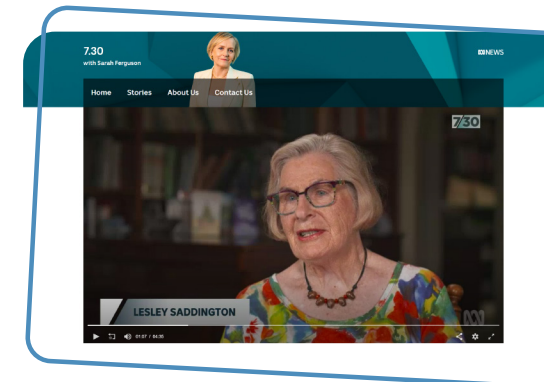 7.30
with Sarah Ferguson
NEWS
Home Stories About Us Contact Us
7/30
LESLEY SADDINGTON
01:07 / 04:35